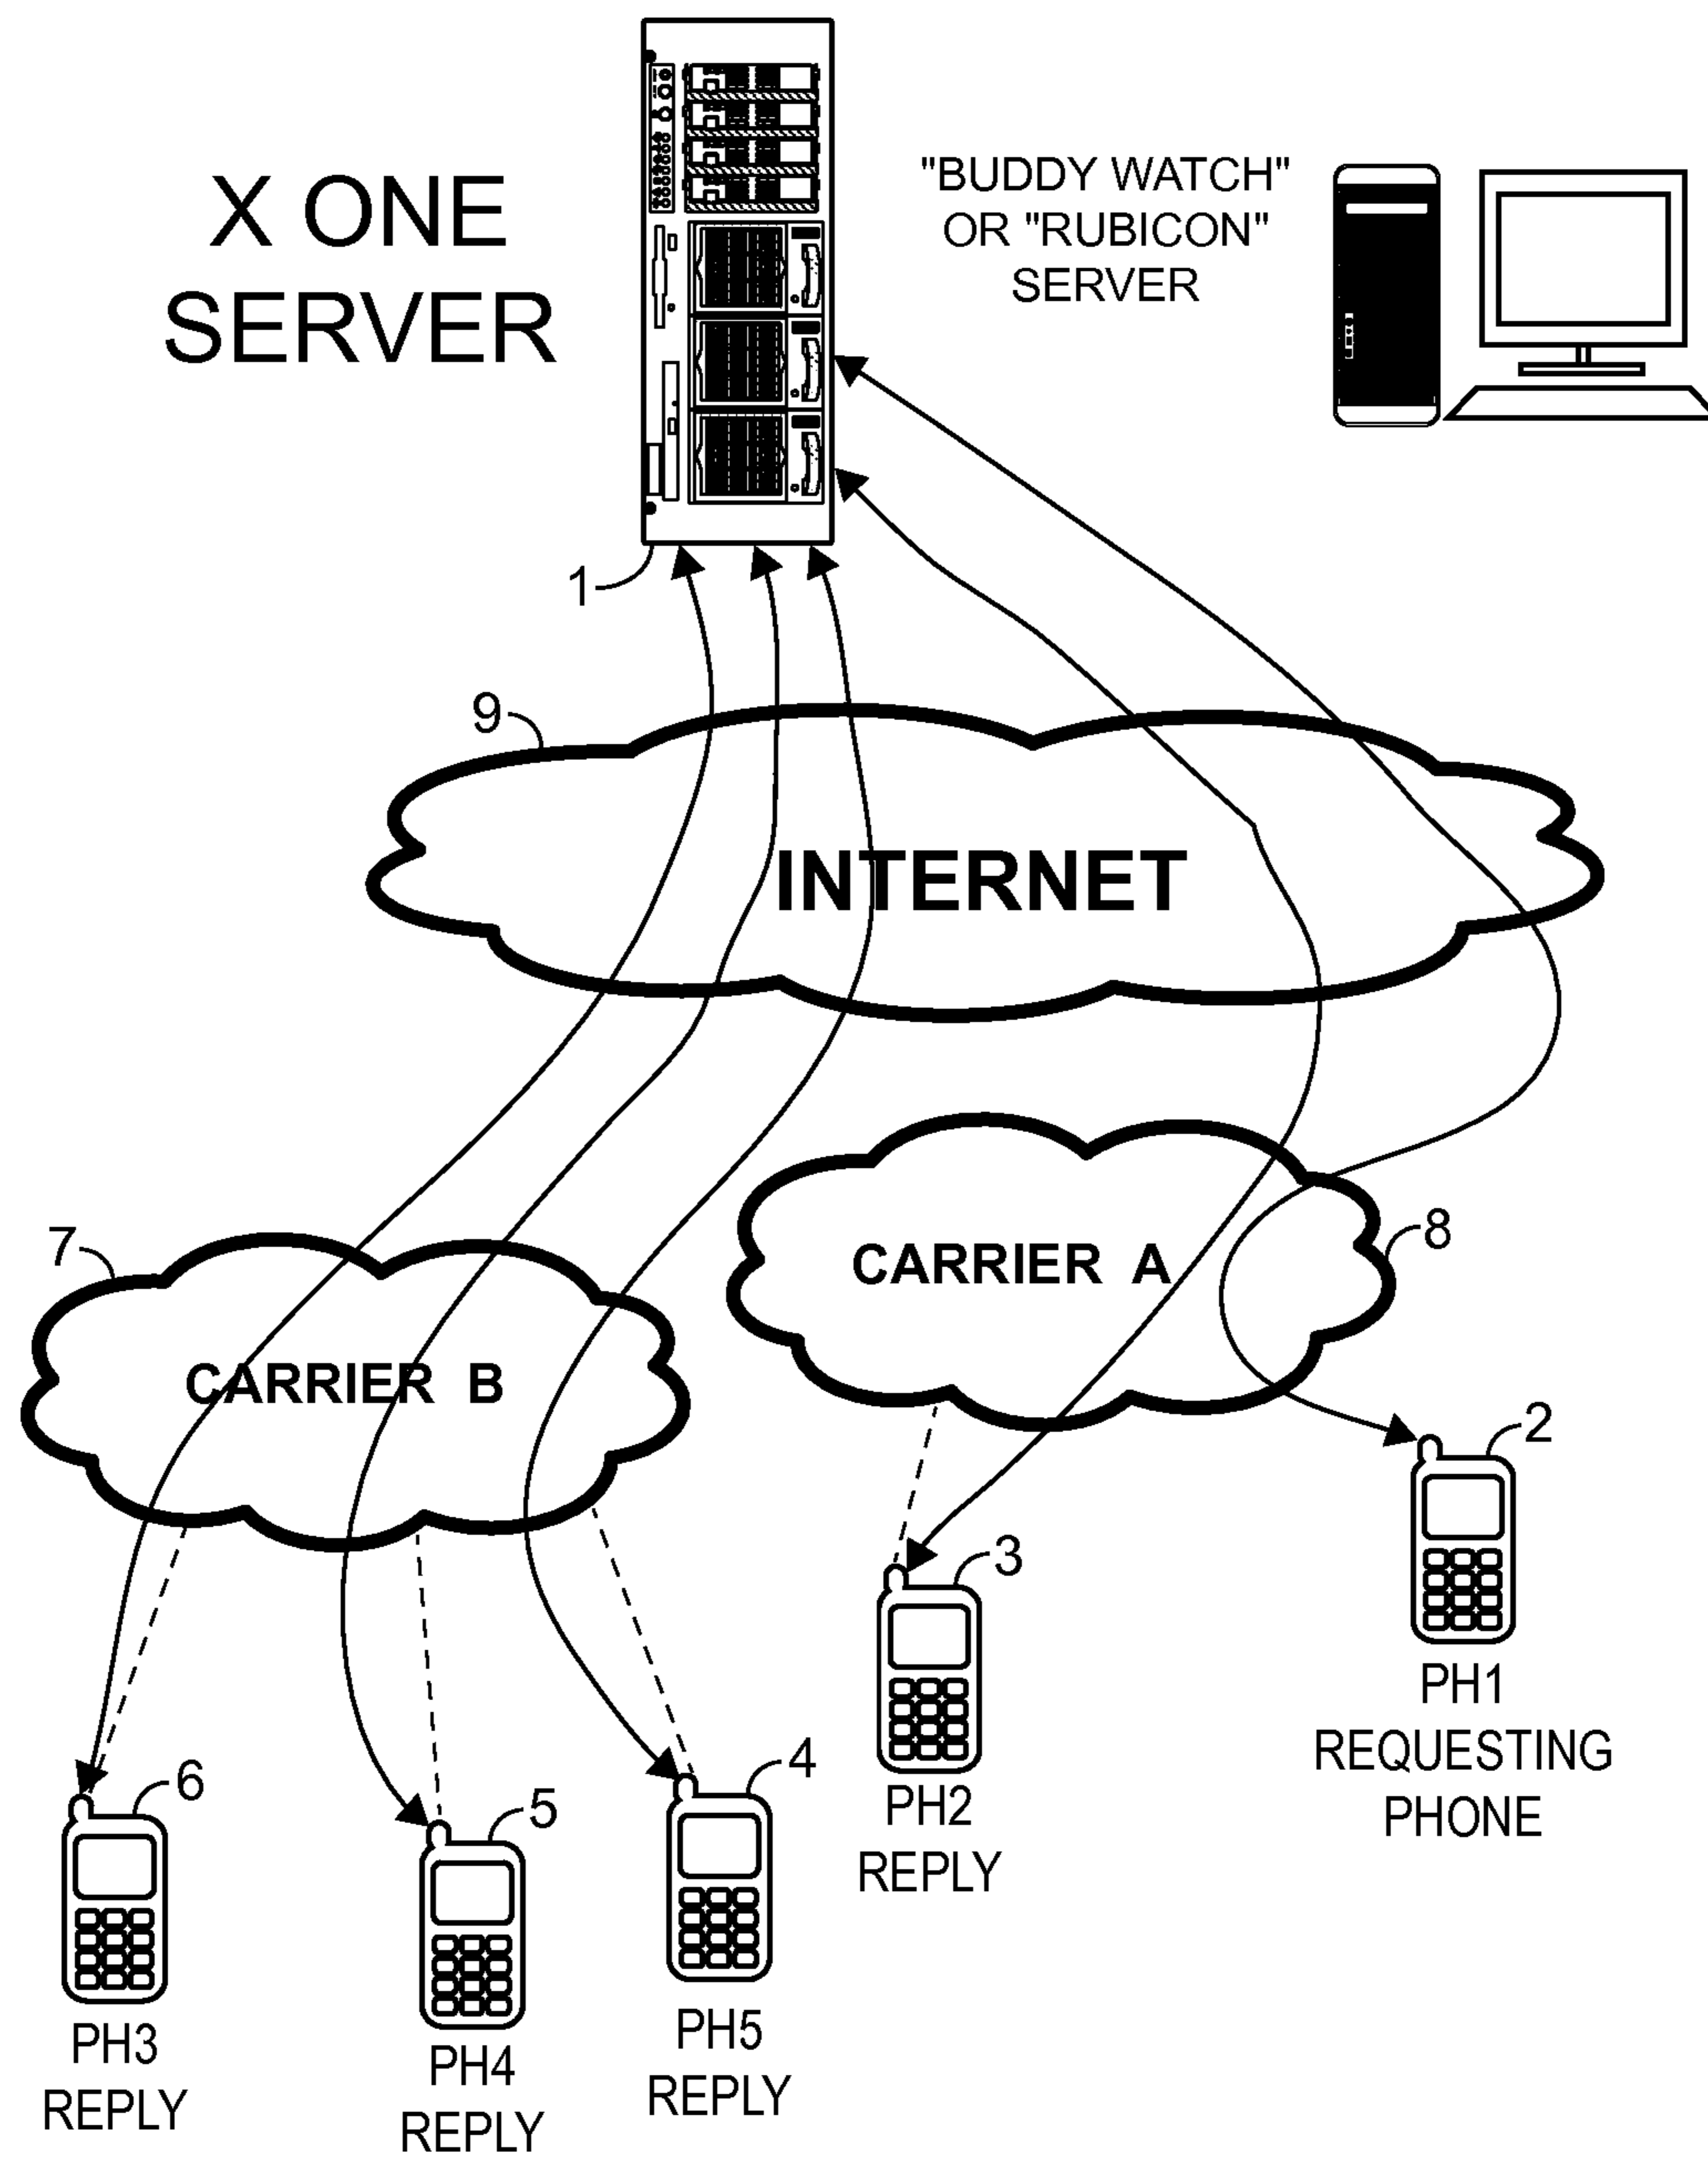 X ONE
SERVER
"BUDDY WATCH"
OR "RUBICON"
SERVER
1
9
INTERNET
7
8
CARRIER A
CARRIER B
2
3
PH1
REQUESTING
PHONE
4
6
5
PH2
REPLY
PH5
REPLY
PH3
REPLY
PH4
REPLY